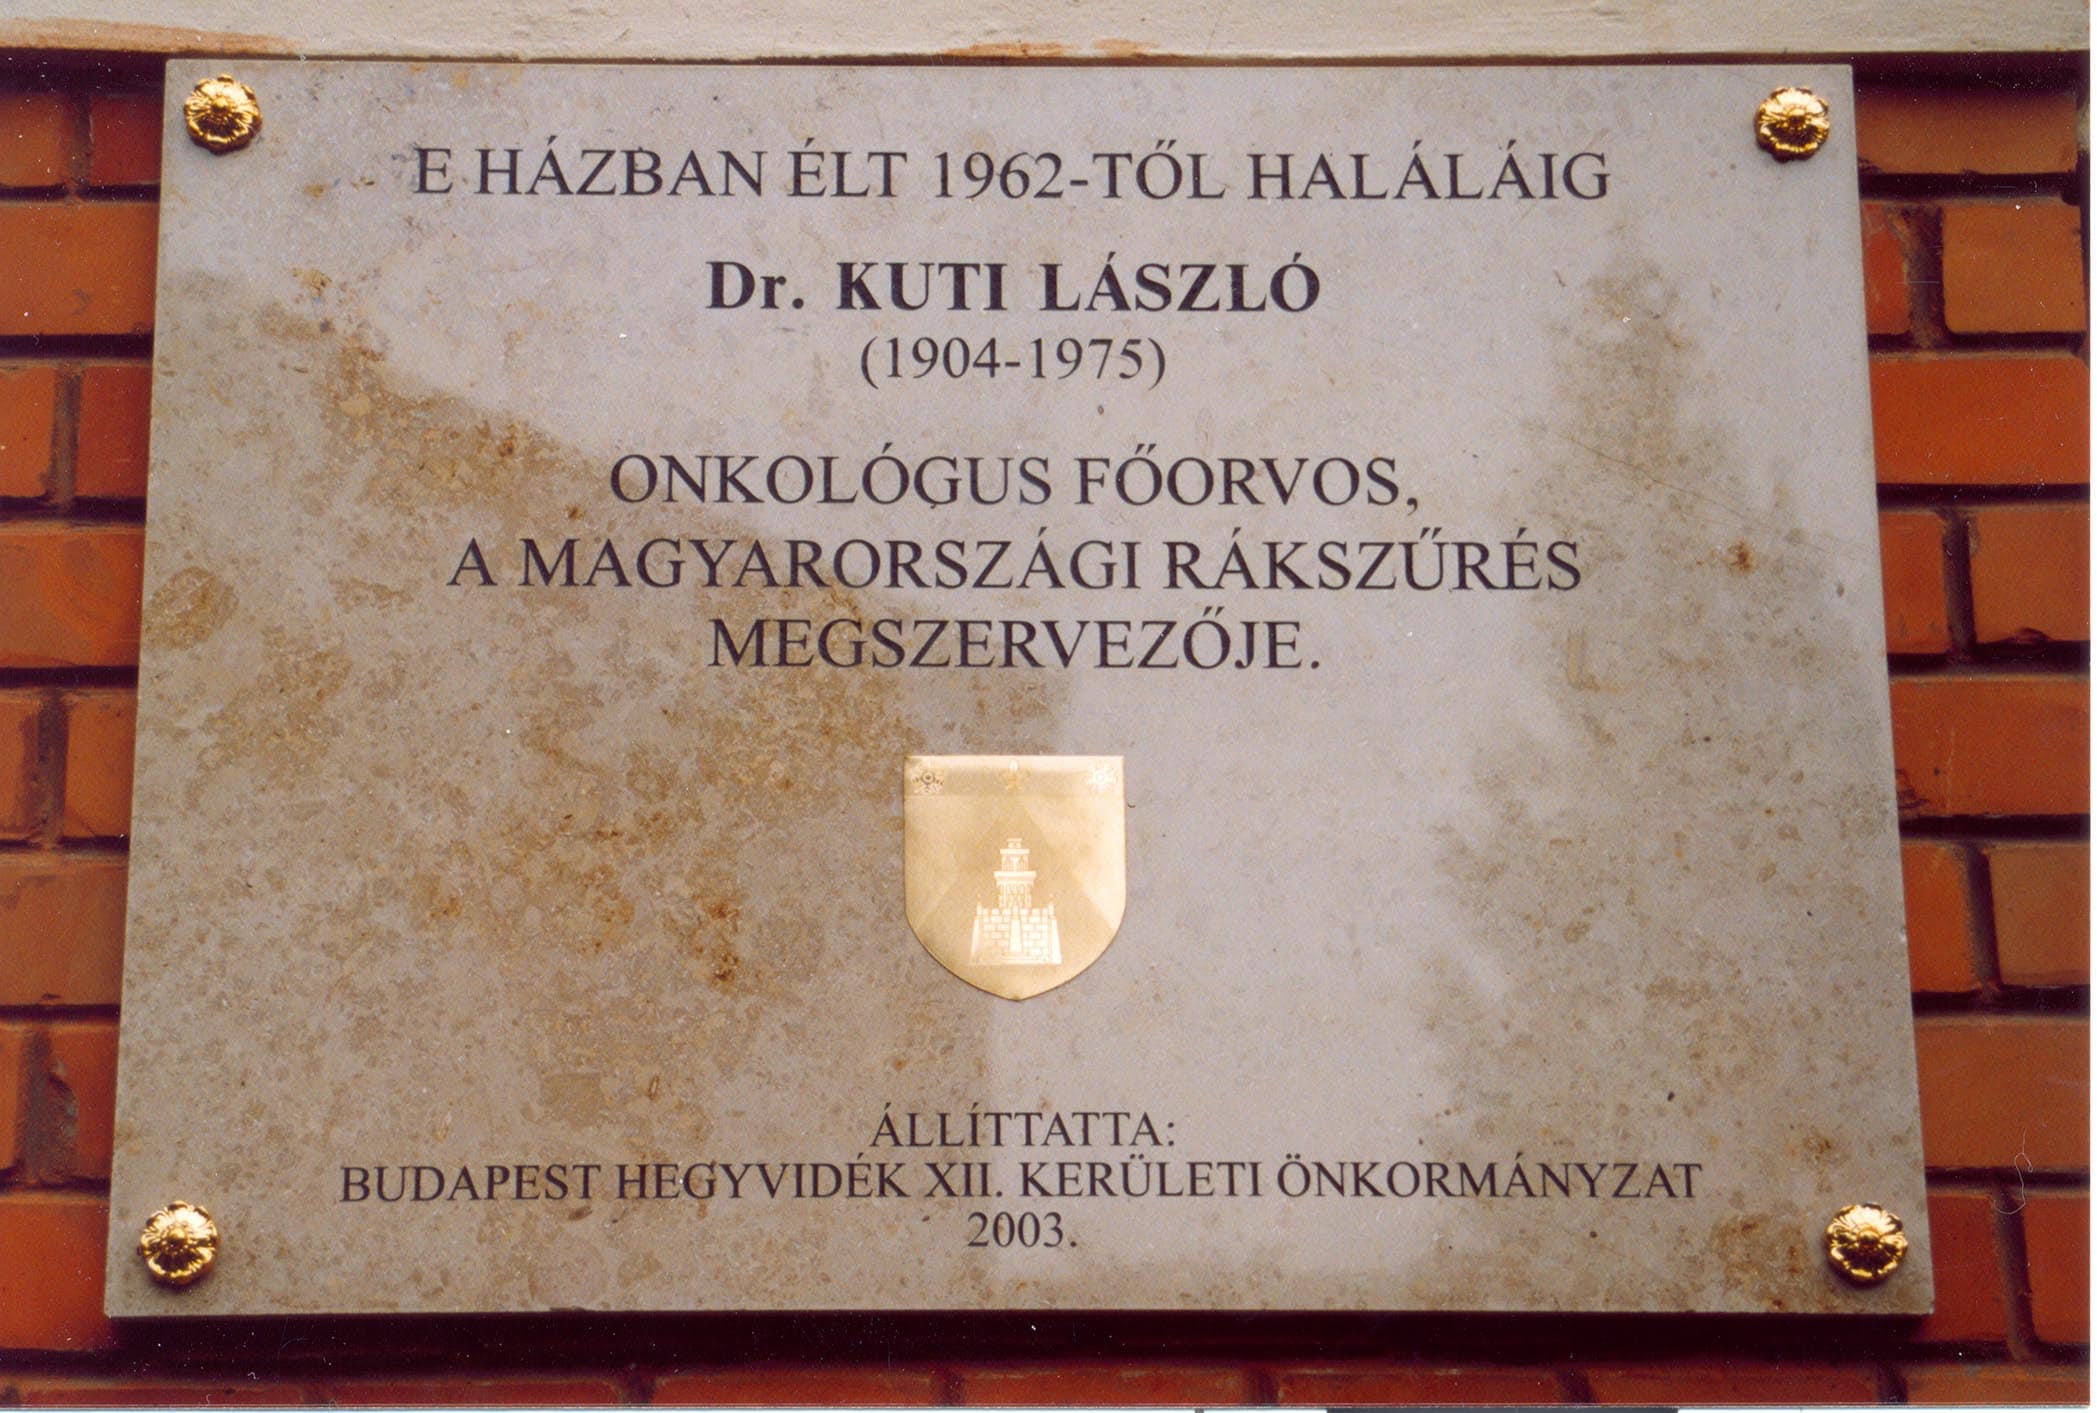 E HÁZBAN ÉLT 1962-TŐL HALÁLÁIG
Dr. KUTI LÁSZLÓ
(1904-1975)
ONKOLÓGUS FŐORVOS,
A MAGYARORSZÁGI RÁKSZŰRÉS
MEGSZERVEZŐJE.
ÁLLÍTTATTA:
BUDAPEST HEGYVIDÉK XII. KERÜLETI ÖNKORMÁNYZAT
2003.